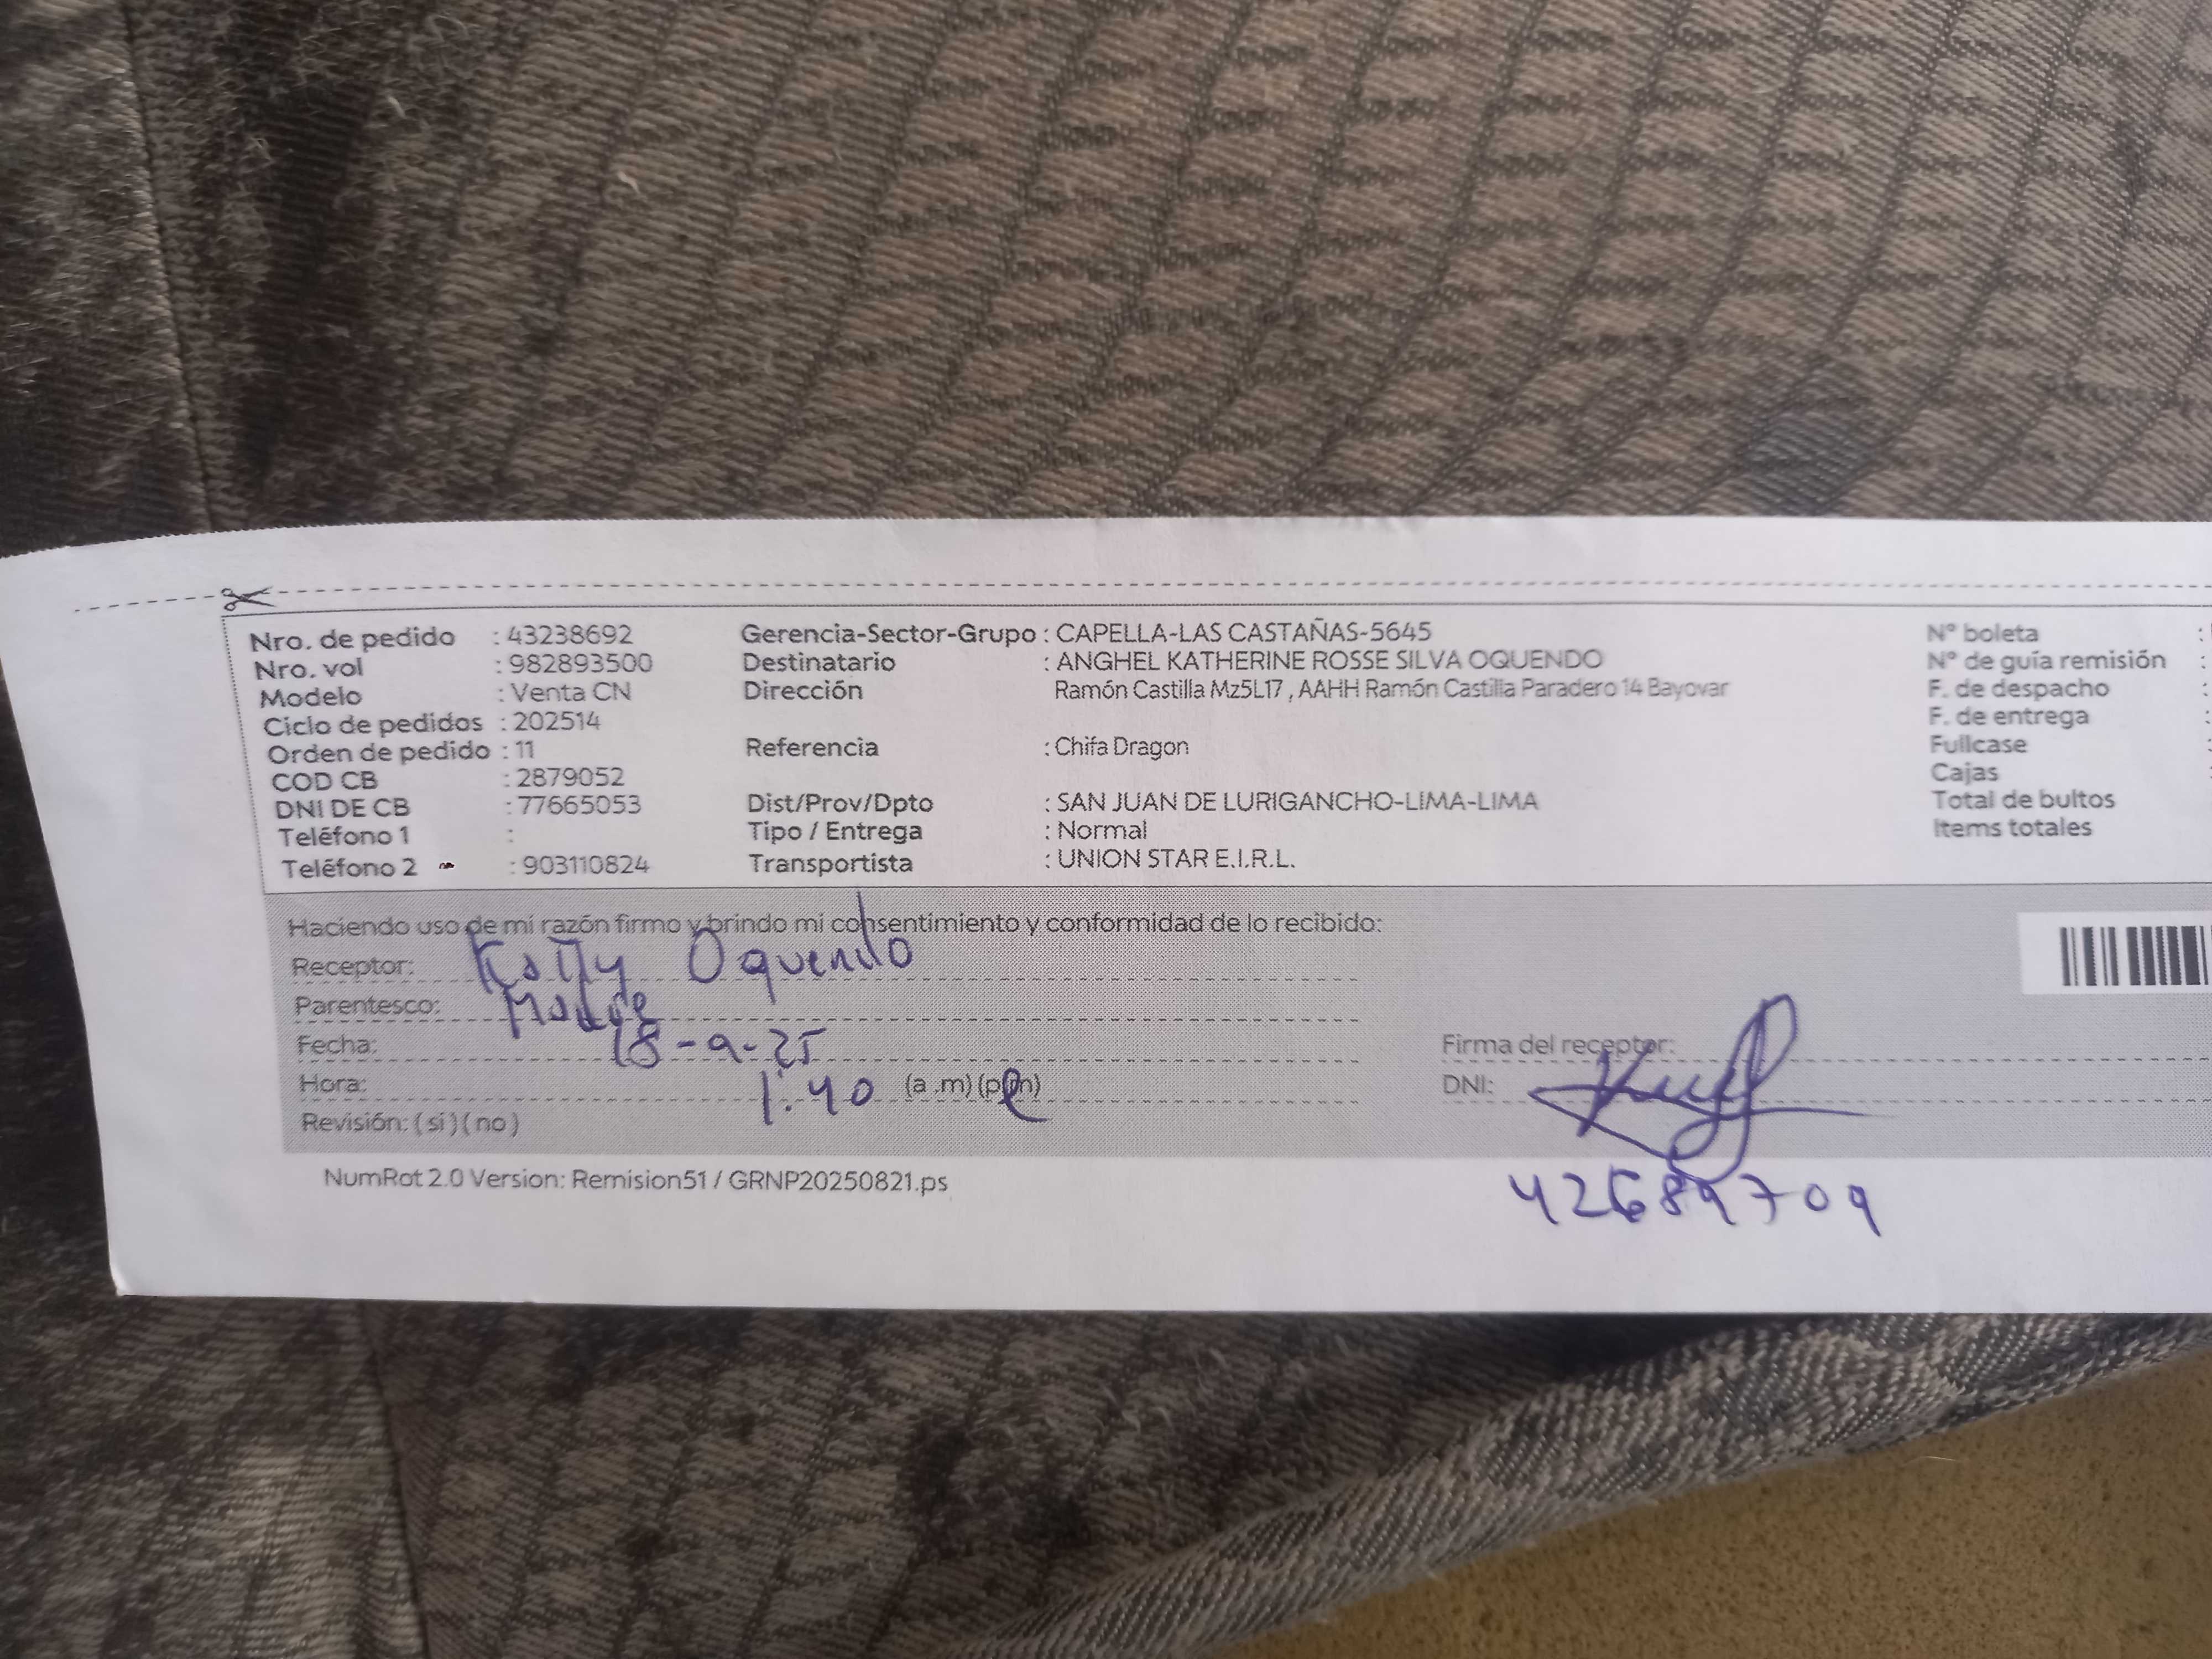 Nro. de pedido : 43238692 Gerencia-Sector-Grupo : CAPELLA-LAS CASTAÑAS-5645 N° boleta :
Nro. vol : 982893500 Destinatario : ANGHEL KATHERINE ROSSE SILVA OQUENDO N° de guía remisión :
Modelo : Venta CN Dirección Ramón Castilla Mz5L17 , AAHH Ramón Castilla Paradero 14 Bayovar F. de despacho :
Ciclo de pedidos : 202514 F. de entrega :
Orden de pedido : 11 Referencia : Chifa Dragon Fullcase :
COD CB : 2879052 Cajas :
DNI DE CB : 77665053 Dist/Prov/Dpto : SAN JUAN DE LURIGANCHO-LIMA-LIMA Total de bultos
Teléfono 1 : Tipo / Entrega : Normal Items totales
Teléfono 2 : 903110824 Transportista : UNION STAR E.I.R.L.
Haciendo uso de mi razón firmo y brindo mi consentimiento y conformidad de lo recibido:
Receptor: Katty Oquendo
Parentesco: Madre
Fecha: 18-9-25 Firma del receptor:
Hora: 1:40 (a .m) (p.m) DNI:
Revisión: ( si ) ( no )
NumRot 2.0 Version: Remision51 / GRNP20250821.ps
42689709